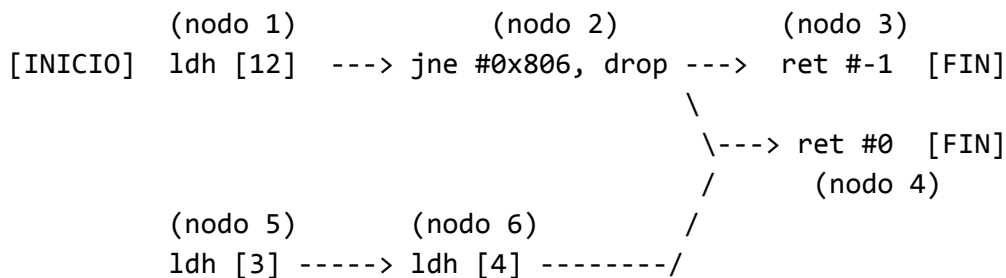 (nodo 1) (nodo 2) (nodo 3)
[INICIO] ldh [12] ---> jne #0x806, drop ---> ret #-1 [FIN]
\
\---> ret #0 [FIN]
/ (nodo 4)
(nodo 5) (nodo 6) /
ldh [3] -----> ldh [4] --------/